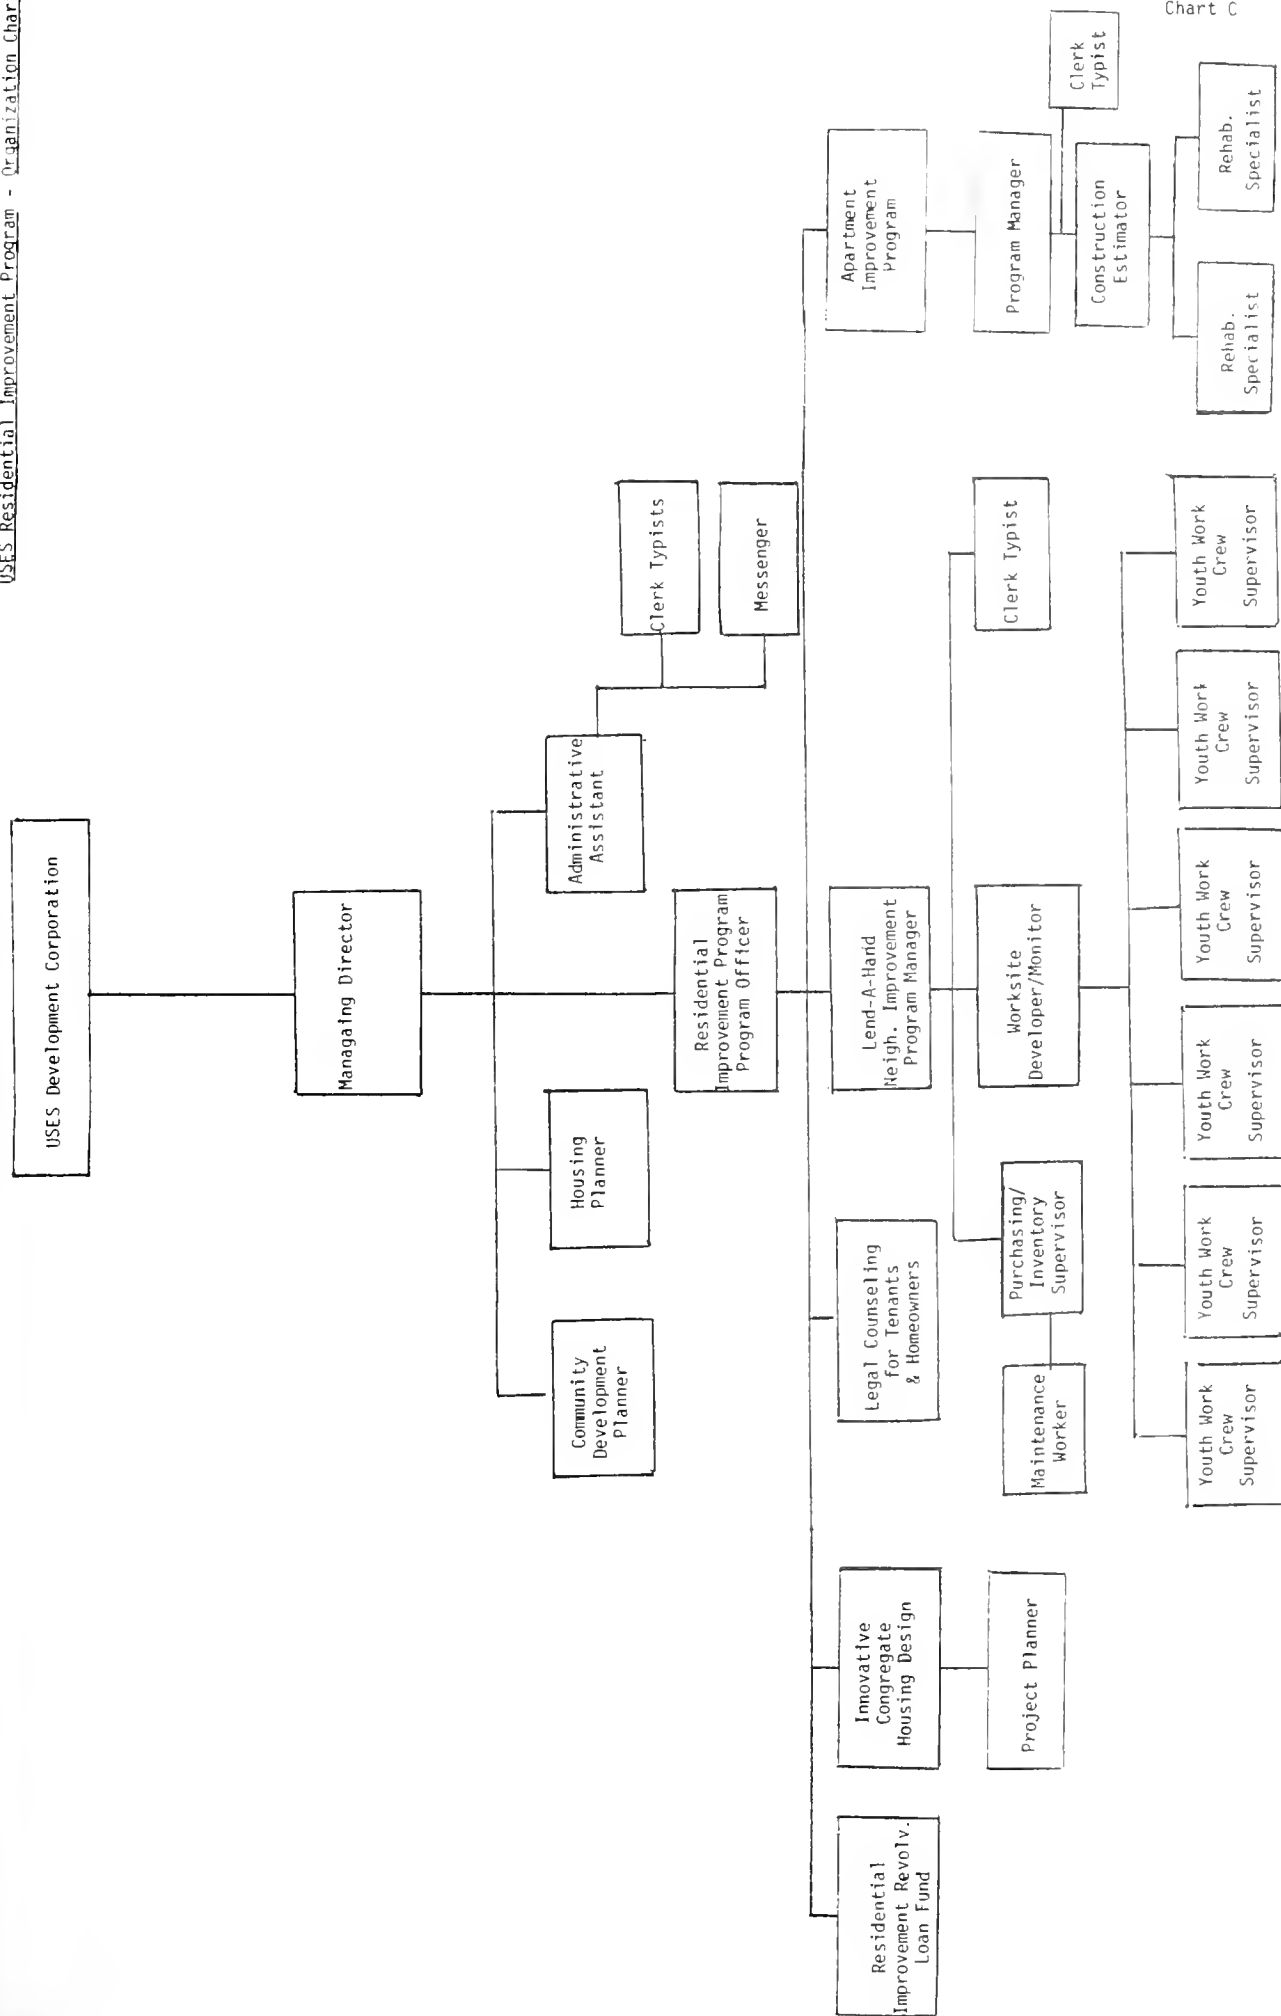 USES Residential Improvement Program - Organization Char
Chart C
USES Development Corporation
Managaing Director
Community
Development
Planner
Housing
Planner
Administrative
Assistant
Clerk Typists
Messenger
Residential
Improvement Program
Program Officer
Residential
Improvement Revolv.
Loan Fund
Innovative
Congregate
Housing Design
Project Planner
Legal Counseling
for Tenants
& Homeowners
Lend-A-Hand
Neigh. Improvement
Program Manager
Apartment
Improvement
Program
Program Manager
Clerk
Typist
Construction
Estimator
Rehab.
Specialist
Rehab.
Specialist
Maintenance
Worker
Purchasing/
Inventory
Supervisor
Worksite
Developer/Monitor
Clerk Typist
Youth Work
Crew
Supervisor
Youth Work
Crew
Supervisor
Youth Work
Crew
Supervisor
Youth Work
Crew
Supervisor
Youth Work
Crew
Supervisor
Youth Work
Crew
Supervisor